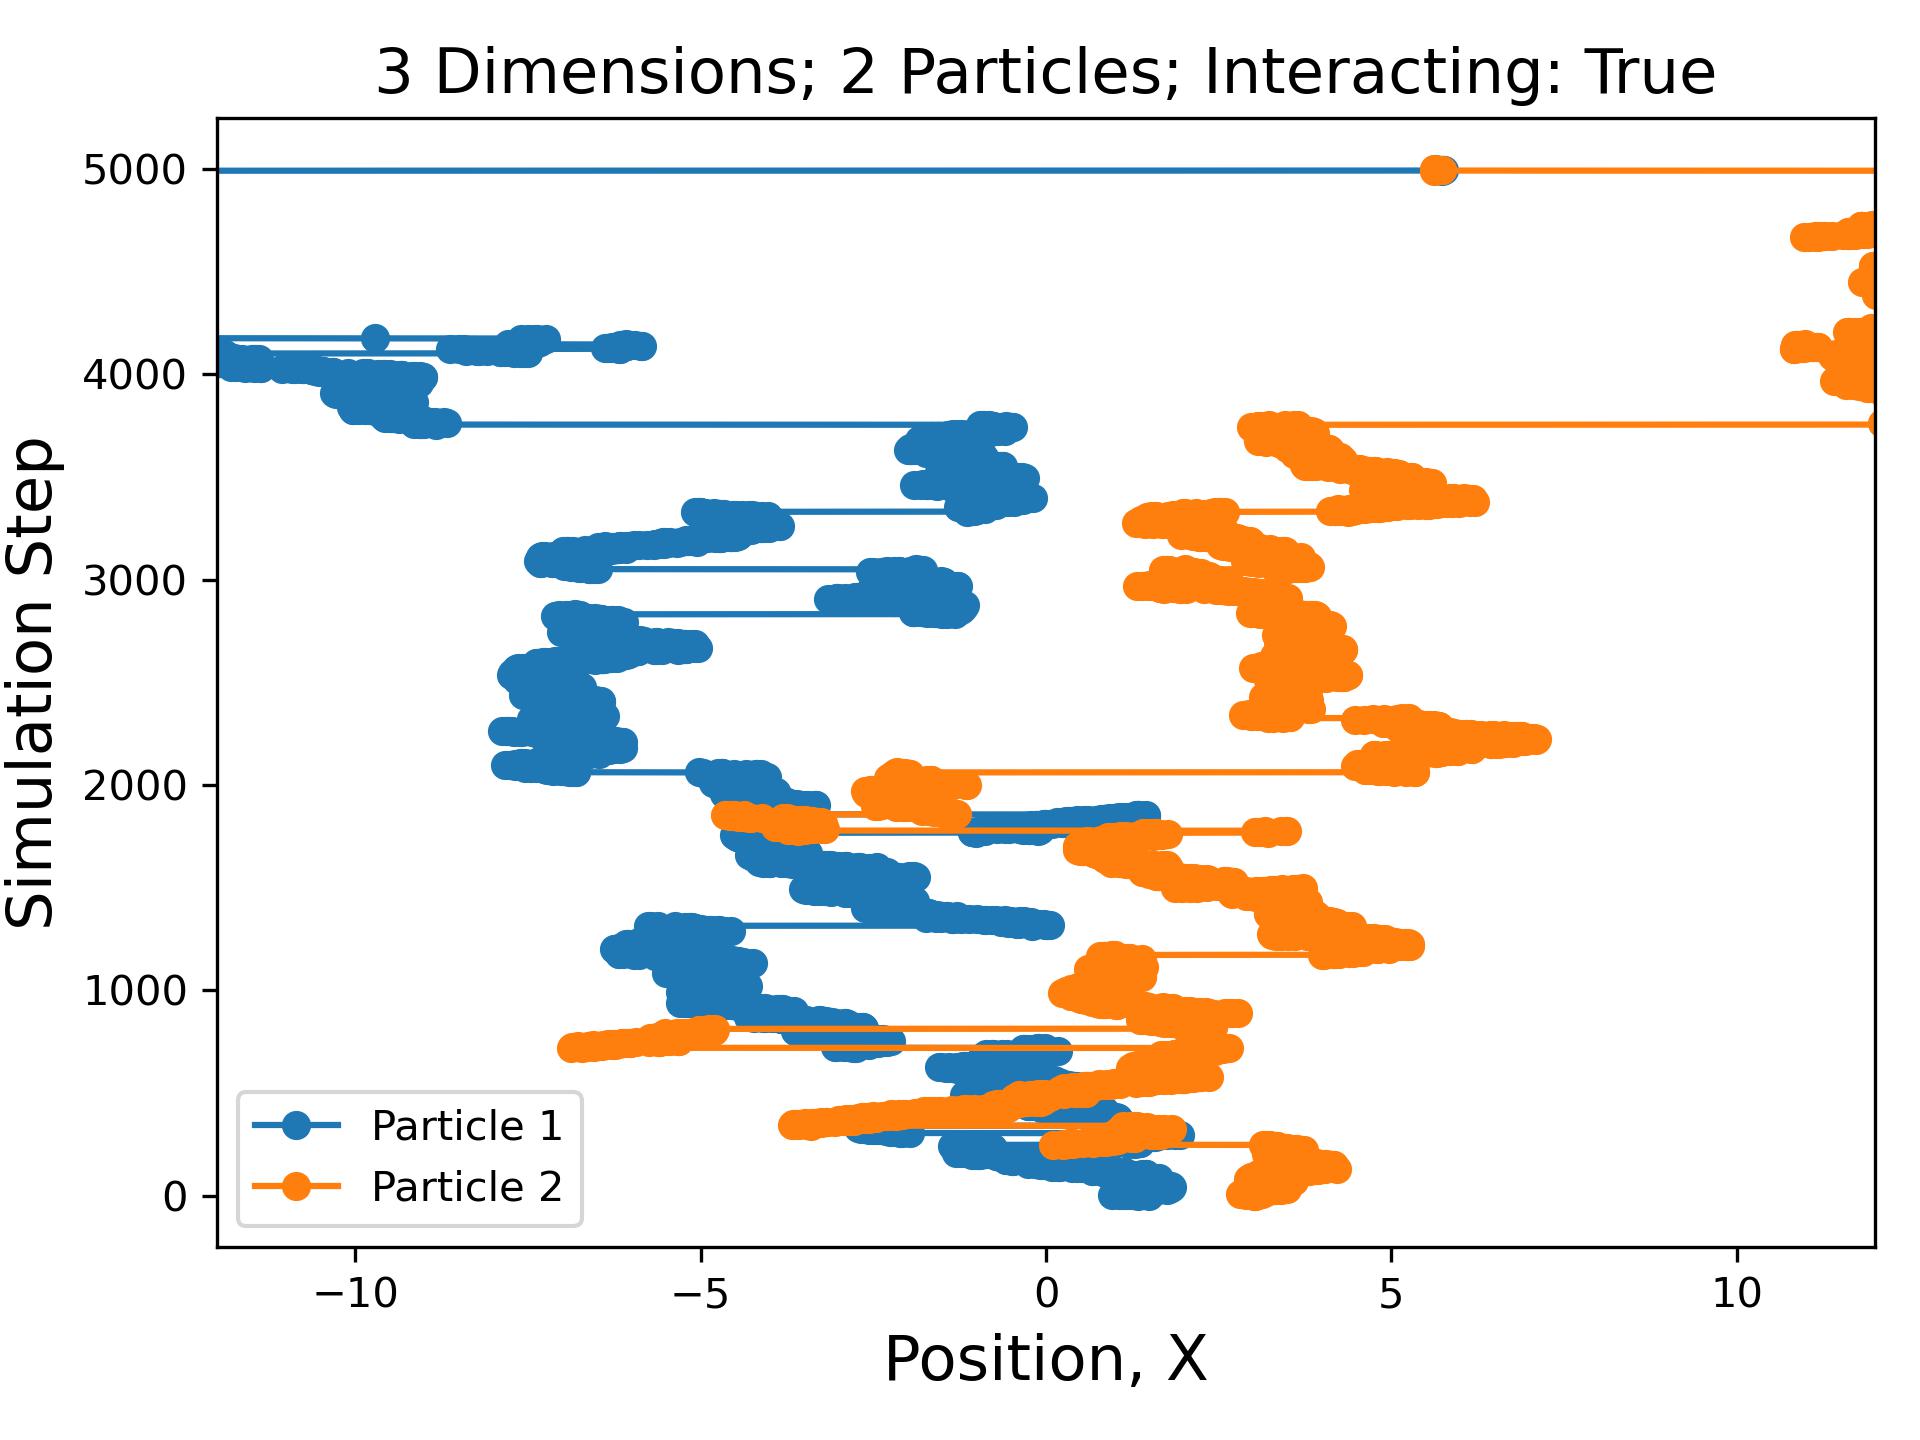 3 Dimensions; 2 Particles; Interacting: True
5000
4000
3000
2000
1000
0
Simulation Step
Particle 1
Particle 2
−10
−5
0
5
10
Position, X